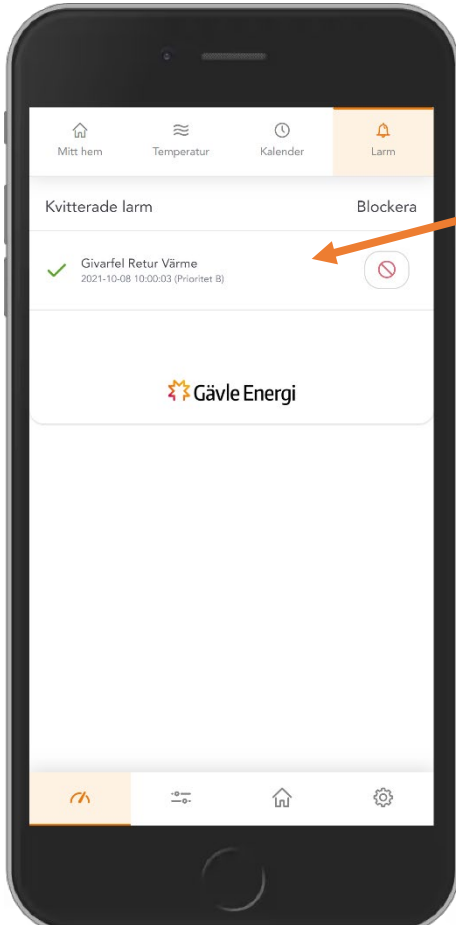 Mitt hem Temperatur Kalender Larm
Kvitterade larm Blockera
Givarfel Retur Värme
2021-10-08 10:00:03 (Prioritet B)
Gävle Energi